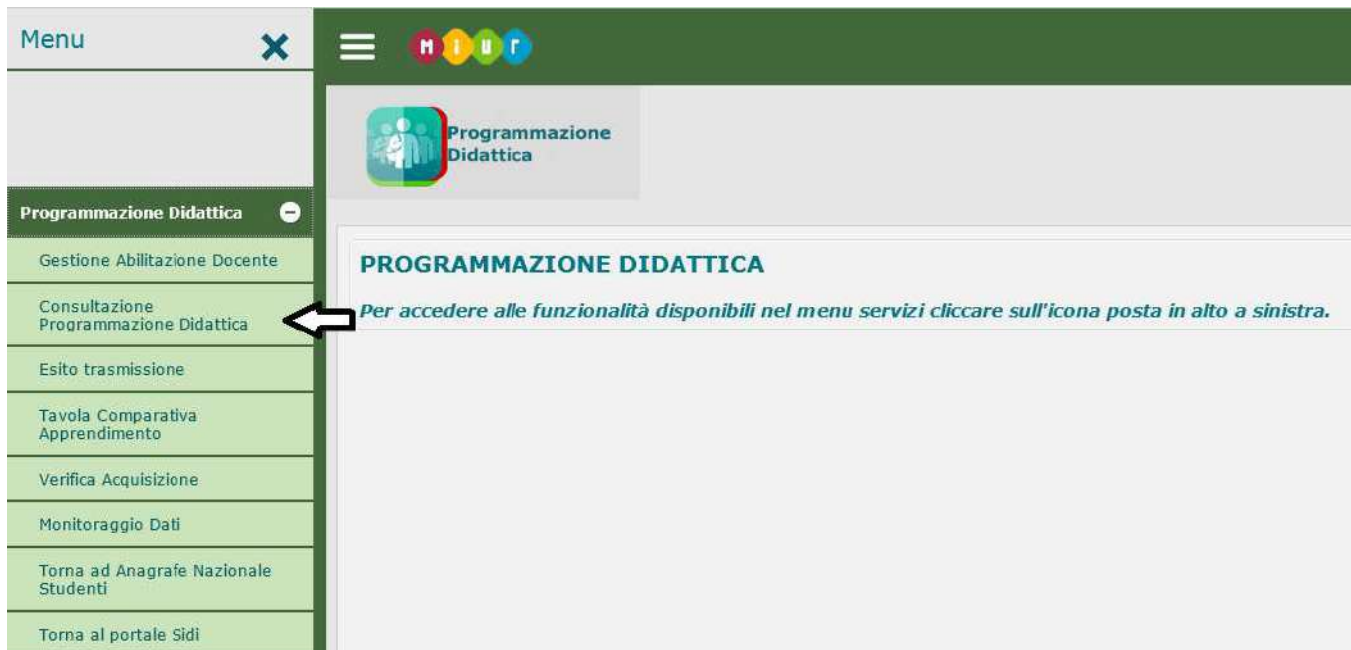 Menu
MIUr
Programmazione
Didattica
Programmazione Didattica
Gestione Abilitazione Docente
Consultazione
Programmazione Didattica
Esito trasmissione
Tavola Comparativa
Apprendimento
Verifica Acquisizione
Monitoraggio Dati
Torna ad Anagrafe Nazionale
Studenti
Torna al portale Sidi
PROGRAMMAZIONE DIDATTICA
Per accedere alle funzionalità disponibili nel menu servizi cliccare sull'icona posta in alto a sinistra.